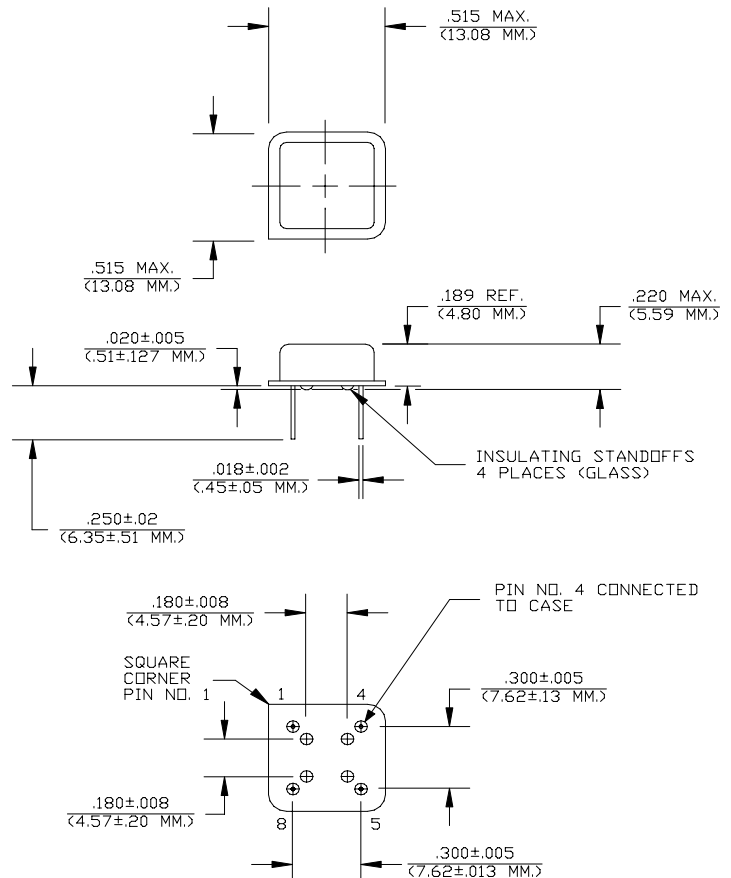 .515 MAX.
(13.08 MM.)
.515 MAX.
(13.08 MM.)
.189 REF.
(4.80 MM.)
.220 MAX.
(5.59 MM.)
.020±.005
(.51±.127 MM.)
INSULATING STANDOFFS
4 PLACES (GLASS)
.018±.002
(.45±.05 MM.)
.250±.02
(6.35±.51 MM.)
PIN NO. 4 CONNECTED
TO CASE
.180±.008
(4.57±.20 MM.)
SQUARE
CORNER
PIN NO. 1
1
4
.300±.005
(7.62±.13 MM.)
.180±.008
(4.57±.20 MM.)
8
5
.300±.005
(7.62±.013 MM.)